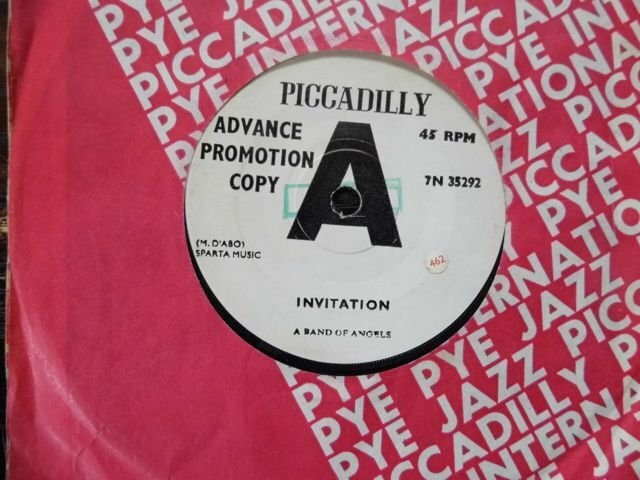 PICCADILLY
ADVANCE
PROMOTION
COPY
A
45 RPM
7N 35292
(M. D'ABO)
SPARTA MUSIC
462
INVITATION
A BAND OF ANGELS
PYE INTERNATIONAL
PYE JAZZ
PICCADILLY
PYE